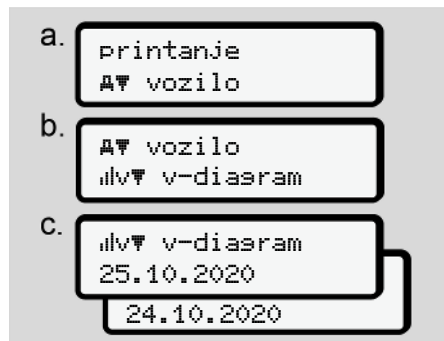 a.
printanje
vozilo
b.
vozilo
v-diagram
c.
v-diagram
25.10.2020
24.10.2020